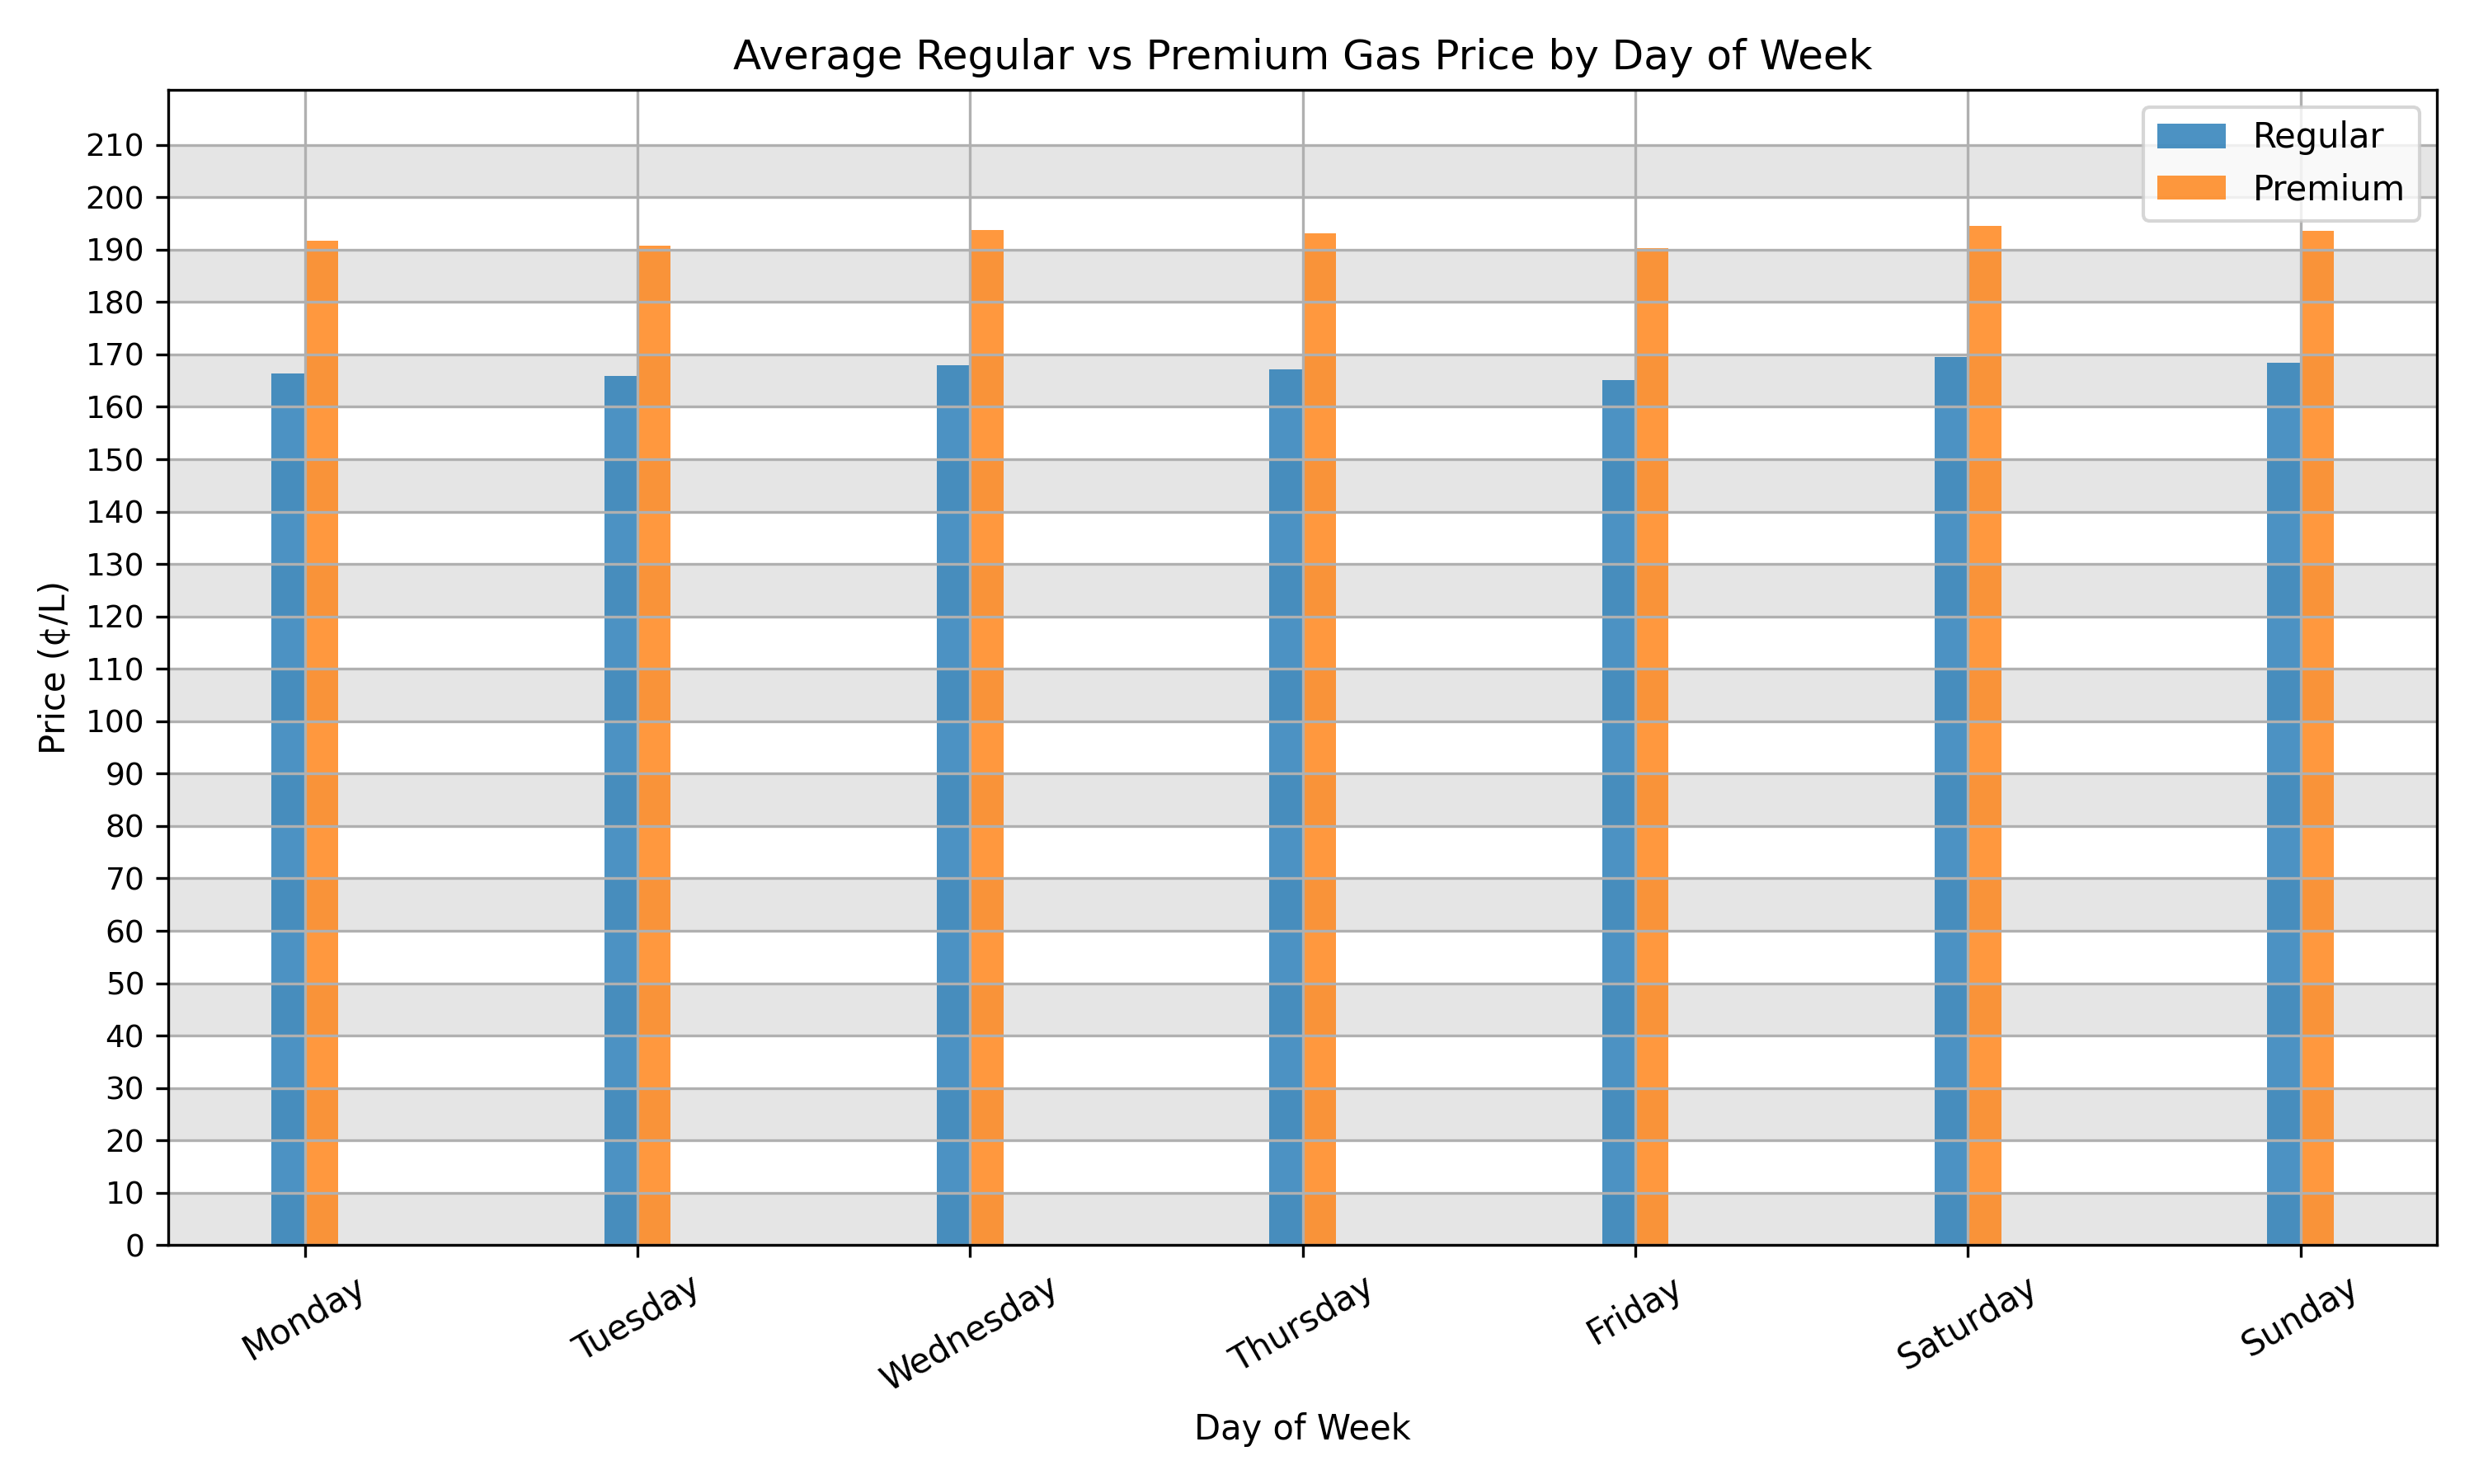 Average Regular vs Premium Gas Price by Day of Week
Regular
Premium
Price (¢/L)
210
200
190
180
170
160
150
140
130
120
110
100
90
80
70
60
50
40
30
20
10
0
Monday
Tuesday
Wednesday
Thursday
Friday
Saturday
Sunday
Day of Week